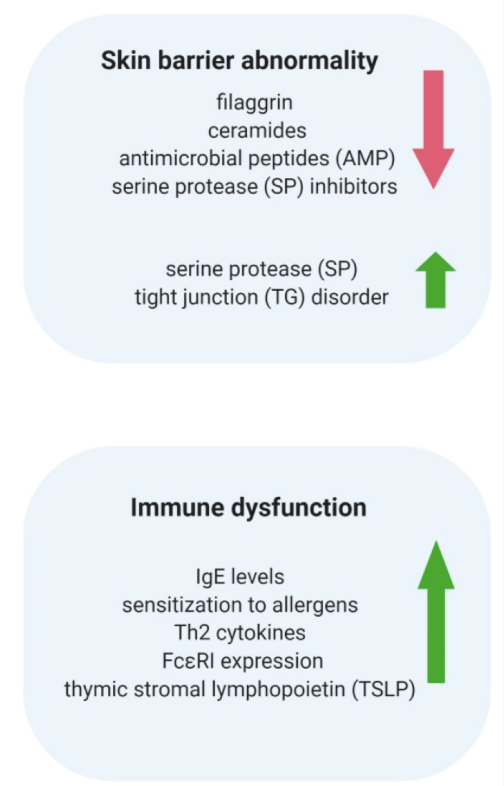 Skin barrier abnormality
filaggrin
ceramides
antimicrobial peptides (AMP)
serine protease (SP) inhibitors
serine protease (SP)
tight junction (TG) disorder
Immune dysfunction
IgE levels
sensitization to allergens
Th2 cytokines
FcεRI expression
thymic stromal lymphopoietin (TSLP)